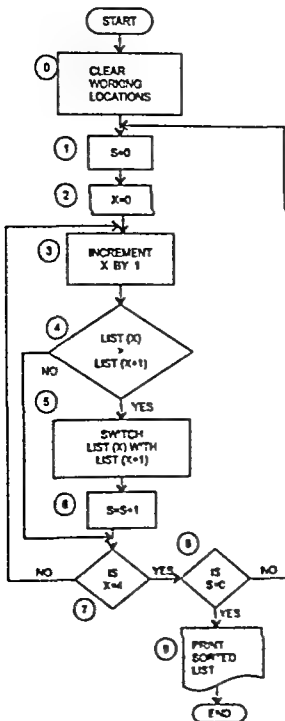 START
0
CLEAR
WORKING
LOCATIONS
1
S=0
2
X=0
3
INCREMENT
X BY 1
4
LIST (X)
>
LIST (X+1)
NO
YES
5
SWITCH
LIST (X) WITH
LIST (X+1)
6
S=S+1
7
IS
X=4
NO
YES
8
IS
S=0
NO
YES
9
PRINT
SORTED
LIST
END